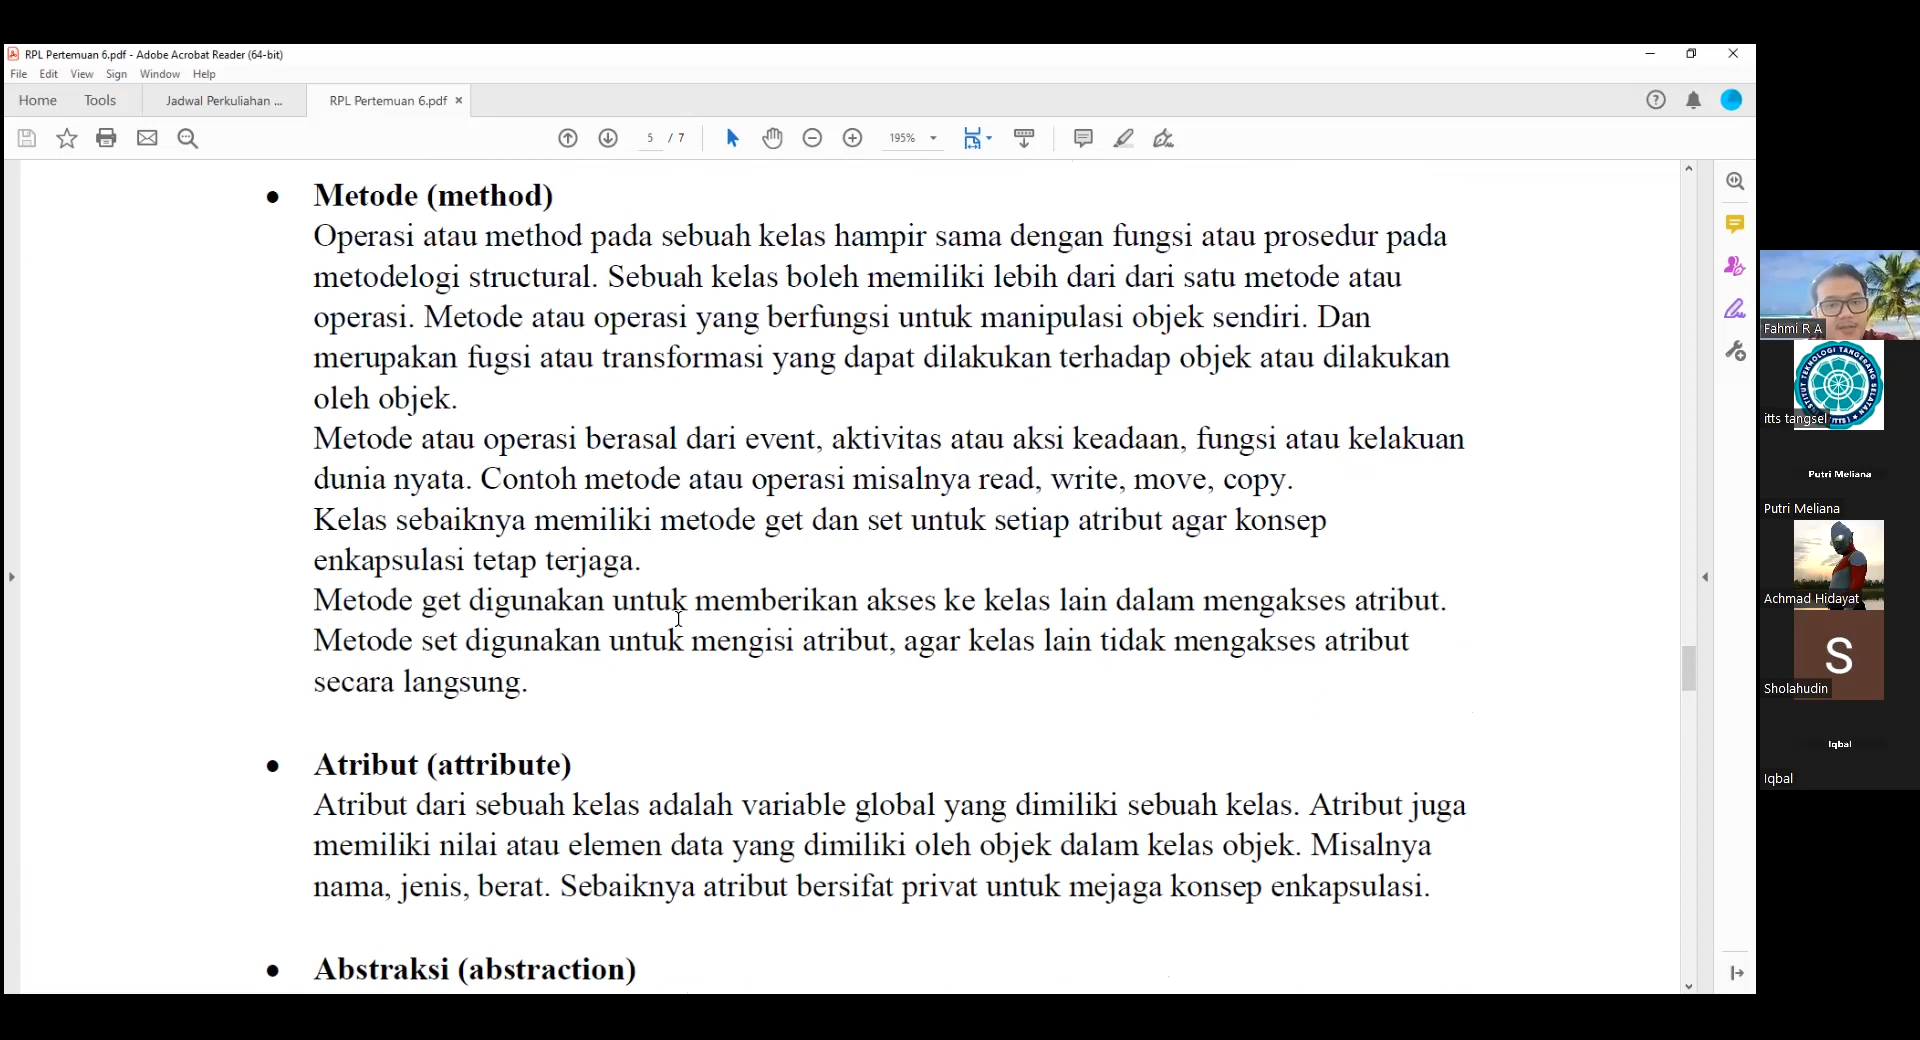 RPL Pertemuan 6.pdf - Adobe Acrobat Reader (64-bit)
File Edit View Sign Window Help
Home Tools Jadwal Perkuliahan ... RPL Pertemuan 6.pdf ×
5 / 7 195%
• Metode (method)
Operasi atau method pada sebuah kelas hampir sama dengan fungsi atau prosedur pada
metodelogi structural. Sebuah kelas boleh memiliki lebih dari dari satu metode atau
operasi. Metode atau operasi yang berfungsi untuk manipulasi objek sendiri. Dan
merupakan fugsi atau transformasi yang dapat dilakukan terhadap objek atau dilakukan
oleh objek.
Metode atau operasi berasal dari event, aktivitas atau aksi keadaan, fungsi atau kelakuan
dunia nyata. Contoh metode atau operasi misalnya read, write, move, copy.
Kelas sebaiknya memiliki metode get dan set untuk setiap atribut agar konsep
enkapsulasi tetap terjaga.
Metode get digunakan untuk memberikan akses ke kelas lain dalam mengakses atribut.
Metode set digunakan untuk mengisi atribut, agar kelas lain tidak mengakses atribut
secara langsung.
• Atribut (attribute)
Atribut dari sebuah kelas adalah variable global yang dimiliki sebuah kelas. Atribut juga
memiliki nilai atau elemen data yang dimiliki oleh objek dalam kelas objek. Misalnya
nama, jenis, berat. Sebaiknya atribut bersifat privat untuk mejaga konsep enkapsulasi.
• Abstraksi (abstraction)
Fahmi R A
INSTITUT TEKNOLOGI TANGERANG SELATAN
itts tangsel
Putri Meliana
Putri Meliana
Achmad Hidayat
S
Sholahudin
Iqbal
Iqbal